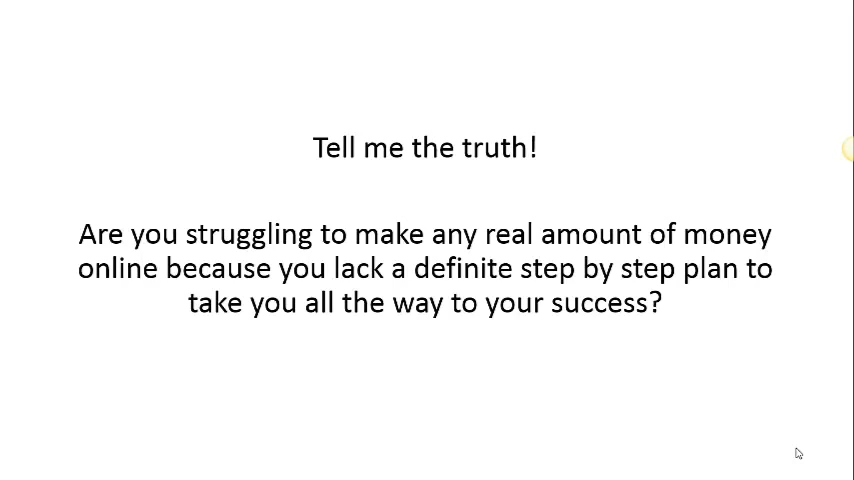 Tell me the truth!
Are you struggling to make any real amount of money
online because you lack a definite step by step plan to
take you all the way to your success?